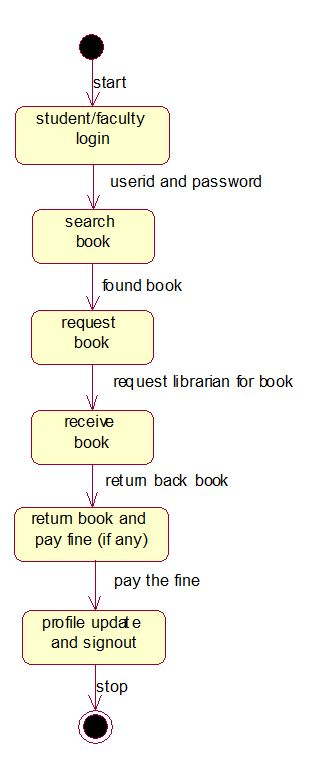 start
student/faculty
login
userid and password
search
book
found book
request
book
request librarian for book
receive
book
return back book
return book and
pay fine (if any)
pay the fine
profile update
and signout
stop